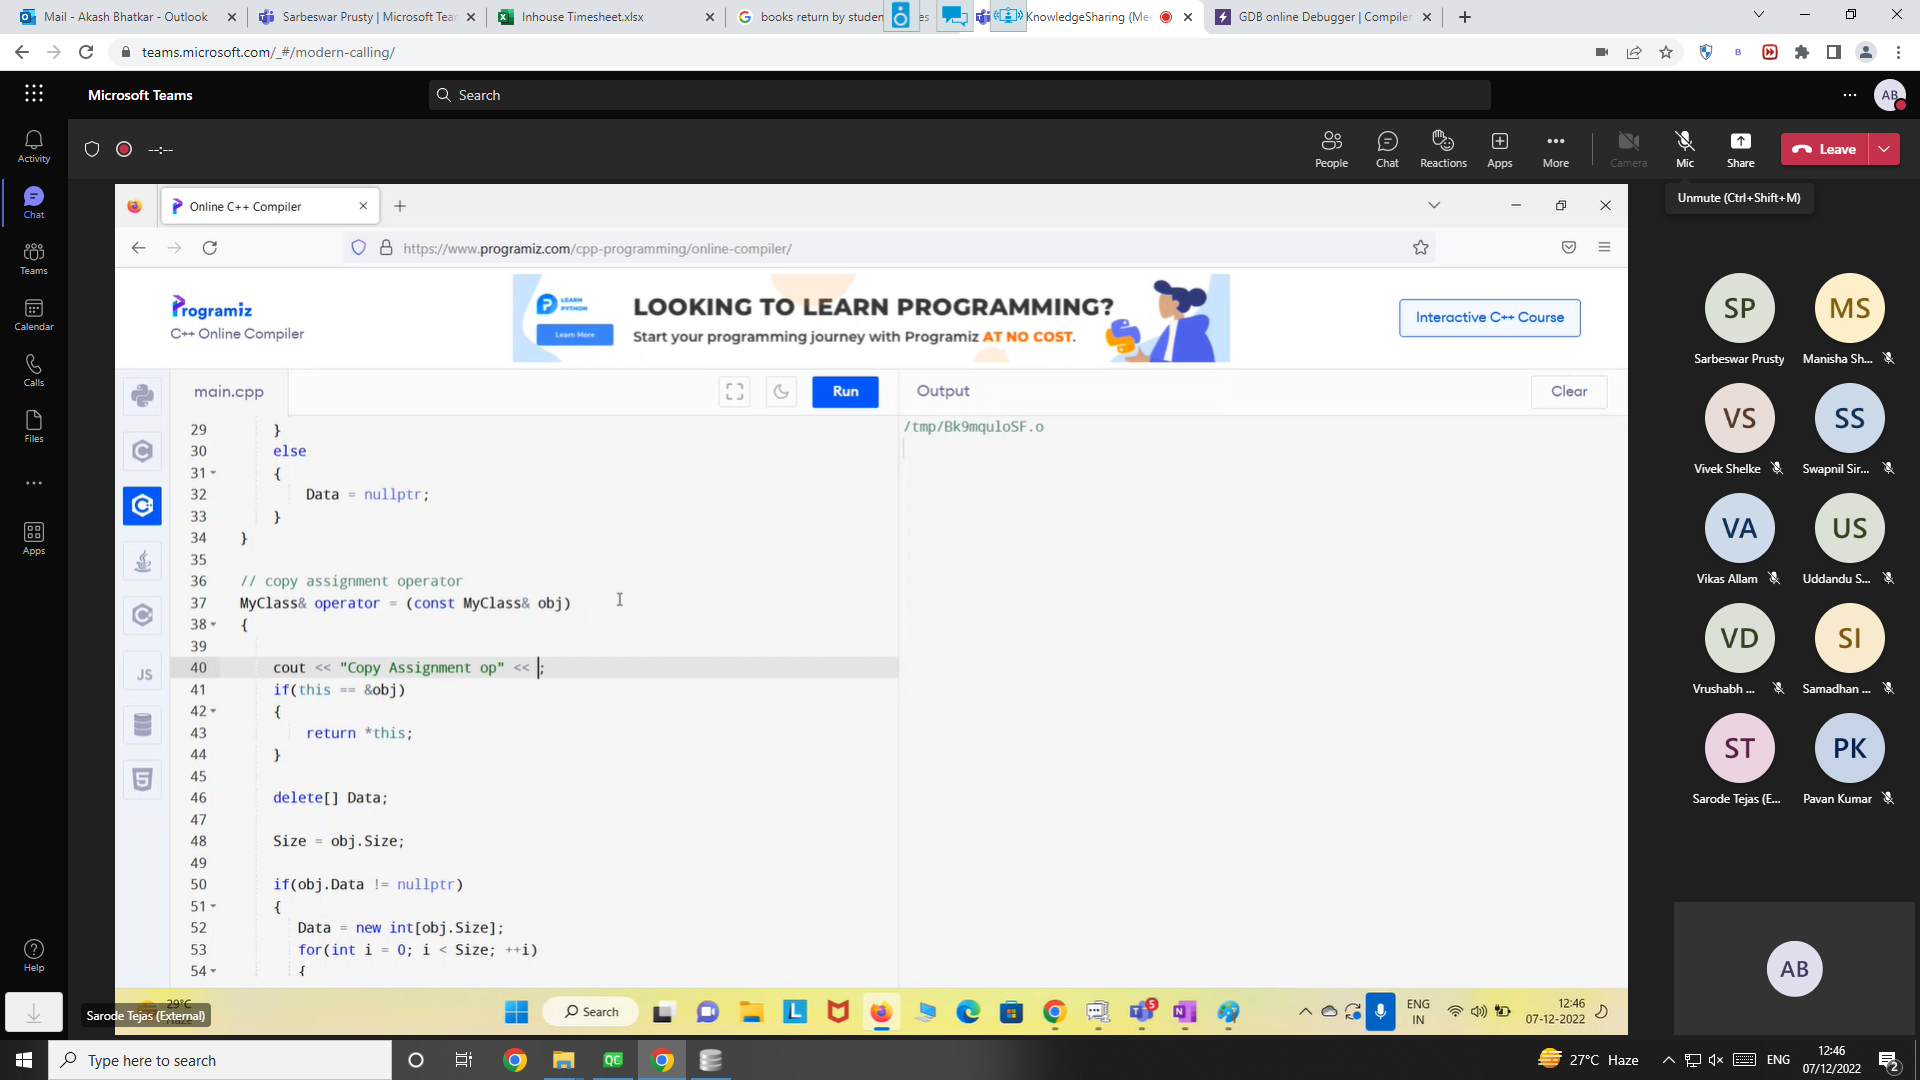 Mail - Akash Bhatkar - Outlook
Sarbeswar Prusty | Microsoft Tea
Inhouse Timesheet.xlsx
books return by studen
KnowledgeSharing (Me
GDB online Debugger | Compiler
teams.microsoft.com/_#/modern-calling/
Microsoft Teams
Search
AB
Activity
Chat
Teams
Calendar
Calls
Files
Apps
Help
--:--
People
Chat
Reactions
Apps
More
Camera
Mic
Share
Leave
Unmute (Ctrl+Shift+M)
Online C++ Compiler
https://www.programiz.com/cpp-programming/online-compiler/
Programiz
C++ Online Compiler
LEARN PYTHON
Learn More
LOOKING TO LEARN PROGRAMMING?
Start your programming journey with Programiz AT NO COST.
Interactive C++ Course
main.cpp
Run
Output
Clear
/tmp/Bk9mquloSF.o
JS
29 }
30 else
31 {
32 Data = nullptr;
33 }
34 }
35
36 // copy assignment operator
37 MyClass& operator = (const MyClass& obj)
38 {
39
40 cout << "Copy Assignment op" << ;
41 if(this == &obj)
42 {
43 return *this;
44 }
45
46 delete[] Data;
47
48 Size = obj.Size;
49
50 if(obj.Data != nullptr)
51 {
52 Data = new int[obj.Size];
53 for(int i = 0; i < Size; ++i)
54 {
SP
Sarbeswar Prusty
MS
Manisha Sh...
VS
Vivek Shelke
SS
Swapnil Sir...
VA
Vikas Allam
US
Uddandu S...
VD
Vrushabh ...
SI
Samadhan ...
ST
Sarode Tejas (E...
PK
Pavan Kumar
AB
29°C
Haze
Sarode Tejas (External)
Search
5
ENG
IN
12:46
07-12-2022
Type here to search
QC
27°C Haze
ENG
12:46
07/12/2022
2